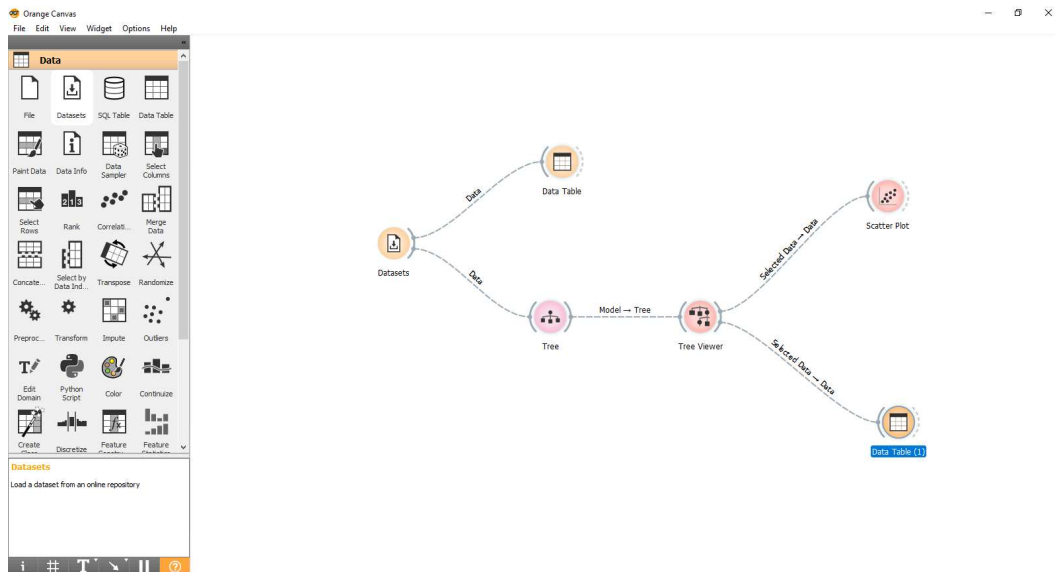 Orange Canvas
File Edit View Widget Options Help
Data
File Datasets SQL Table Data Table
Paint Data Data Info Data Sampler Select Columns
Select Rows Rank Correlati... Merge Data
Concate... Select by Data Ind... Transpose Randomize
Preproc... Transform Impute Outliers
Edit Domain Python Script Color Continuize
Create Discretize Feature Feature
Datasets
Load a dataset from an online repository
Data
Data Table
Datasets
Data
Tree
Model → Tree
Tree Viewer
Selected Data → Data
Scatter Plot
Selected Data → Data
Data Table (1)